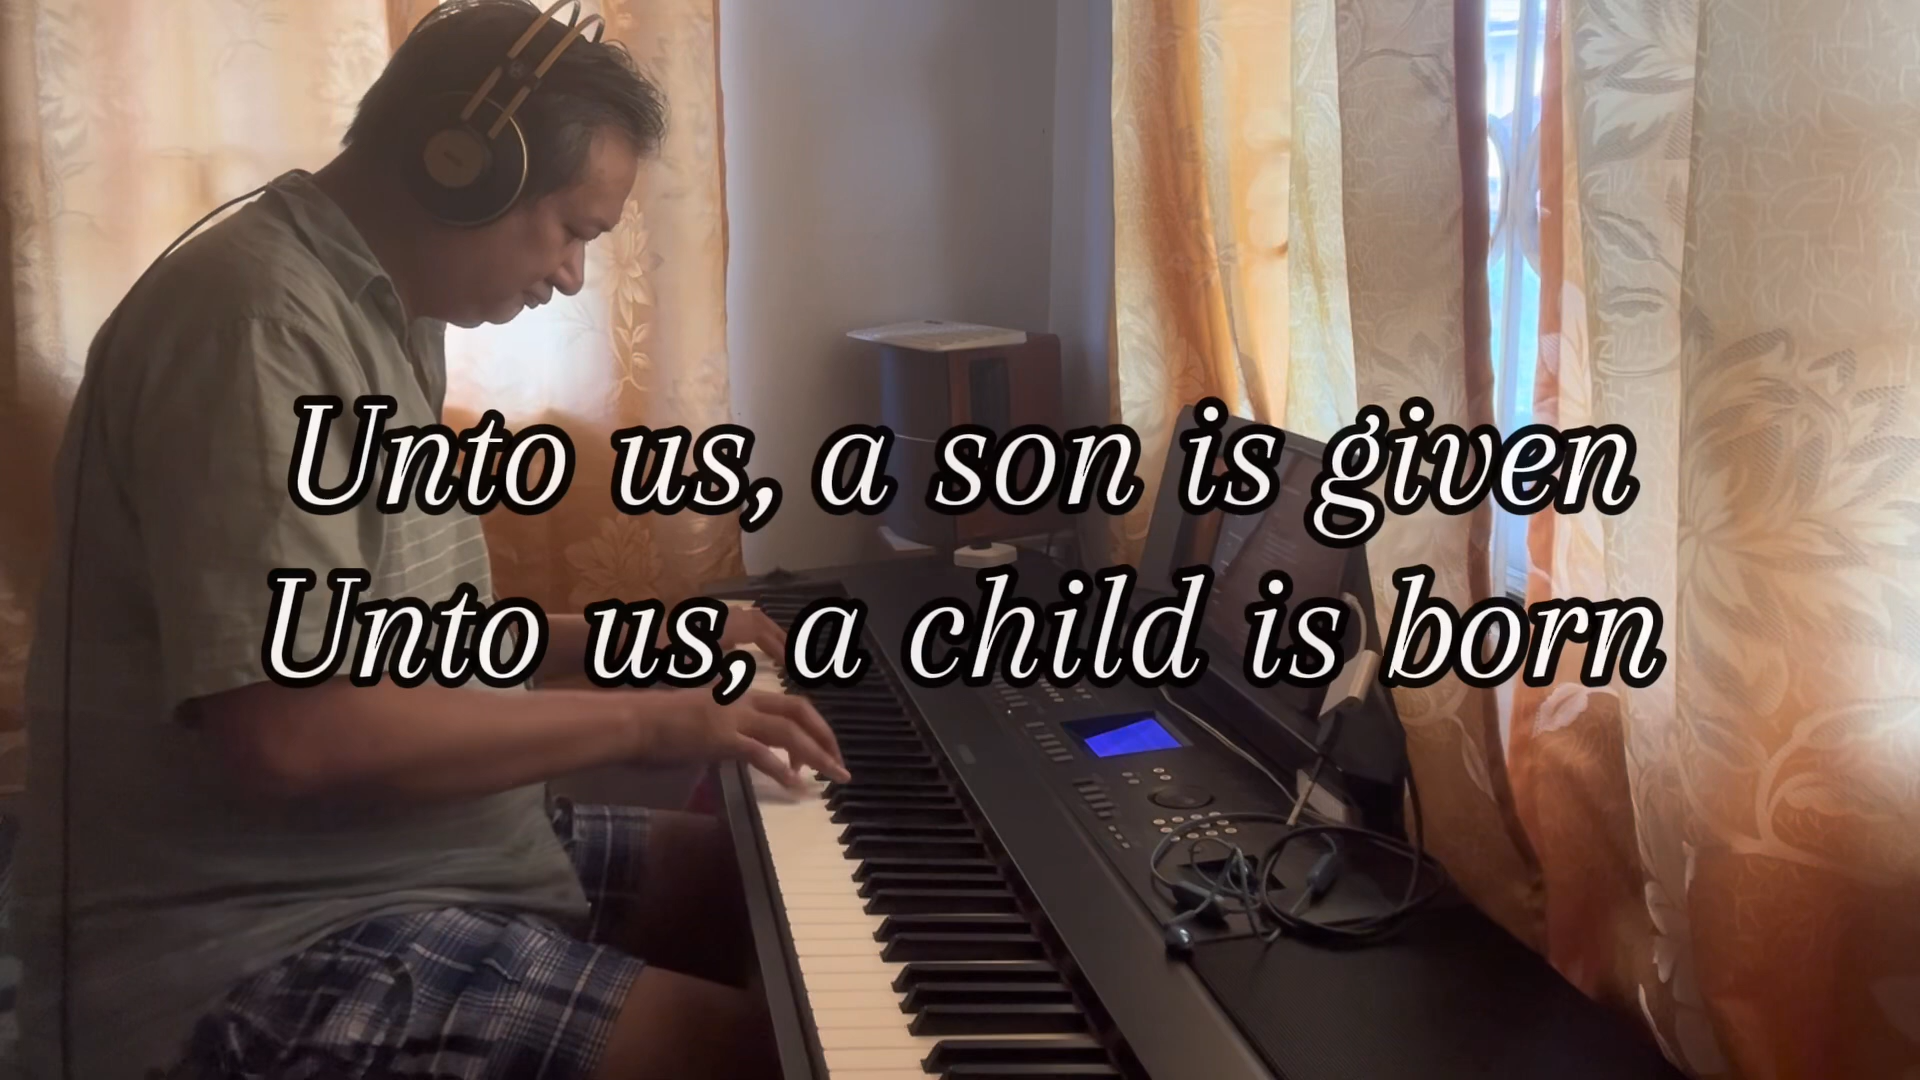 Unto us, a son is given
Unto us, a child is born